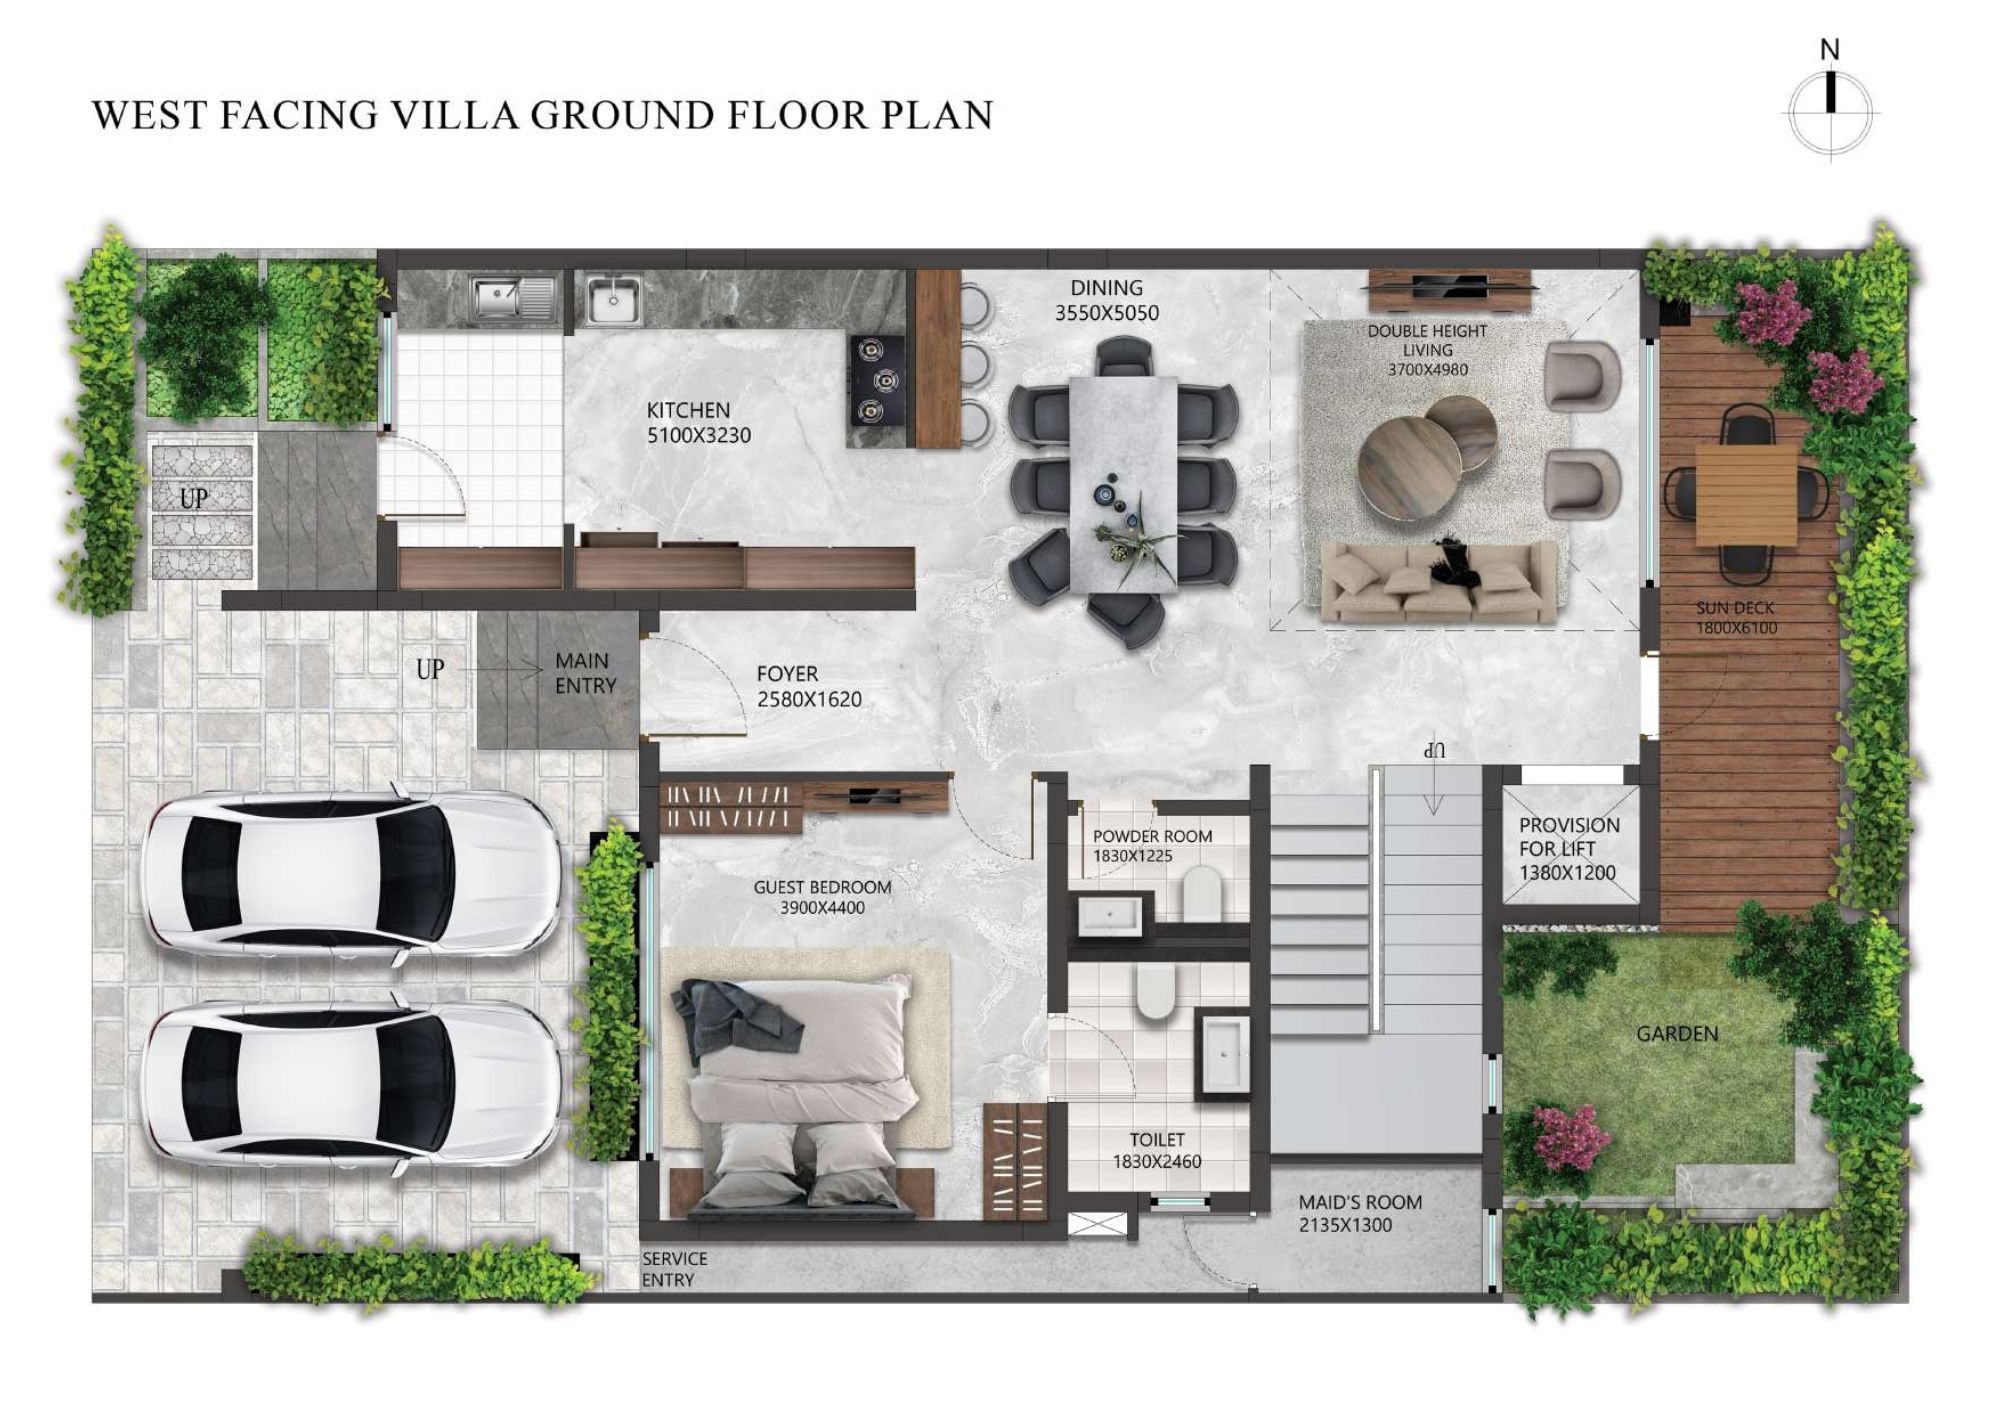 N
WEST FACING VILLA GROUND FLOOR PLAN
DINING
3550X5050
DOUBLE HEIGHT
LIVING
3700X4980
KITCHEN
5100X3230
UP
SUN DECK
1800X6100
UP
MAIN
ENTRY
FOYER
2580X1620
UP
PROVISION
FOR LIFT
1380X1200
POWDER ROOM
1830X1225
GUEST BEDROOM
3900X4400
GARDEN
TOILET
1830X2460
MAID'S ROOM
2135X1300
SERVICE
ENTRY